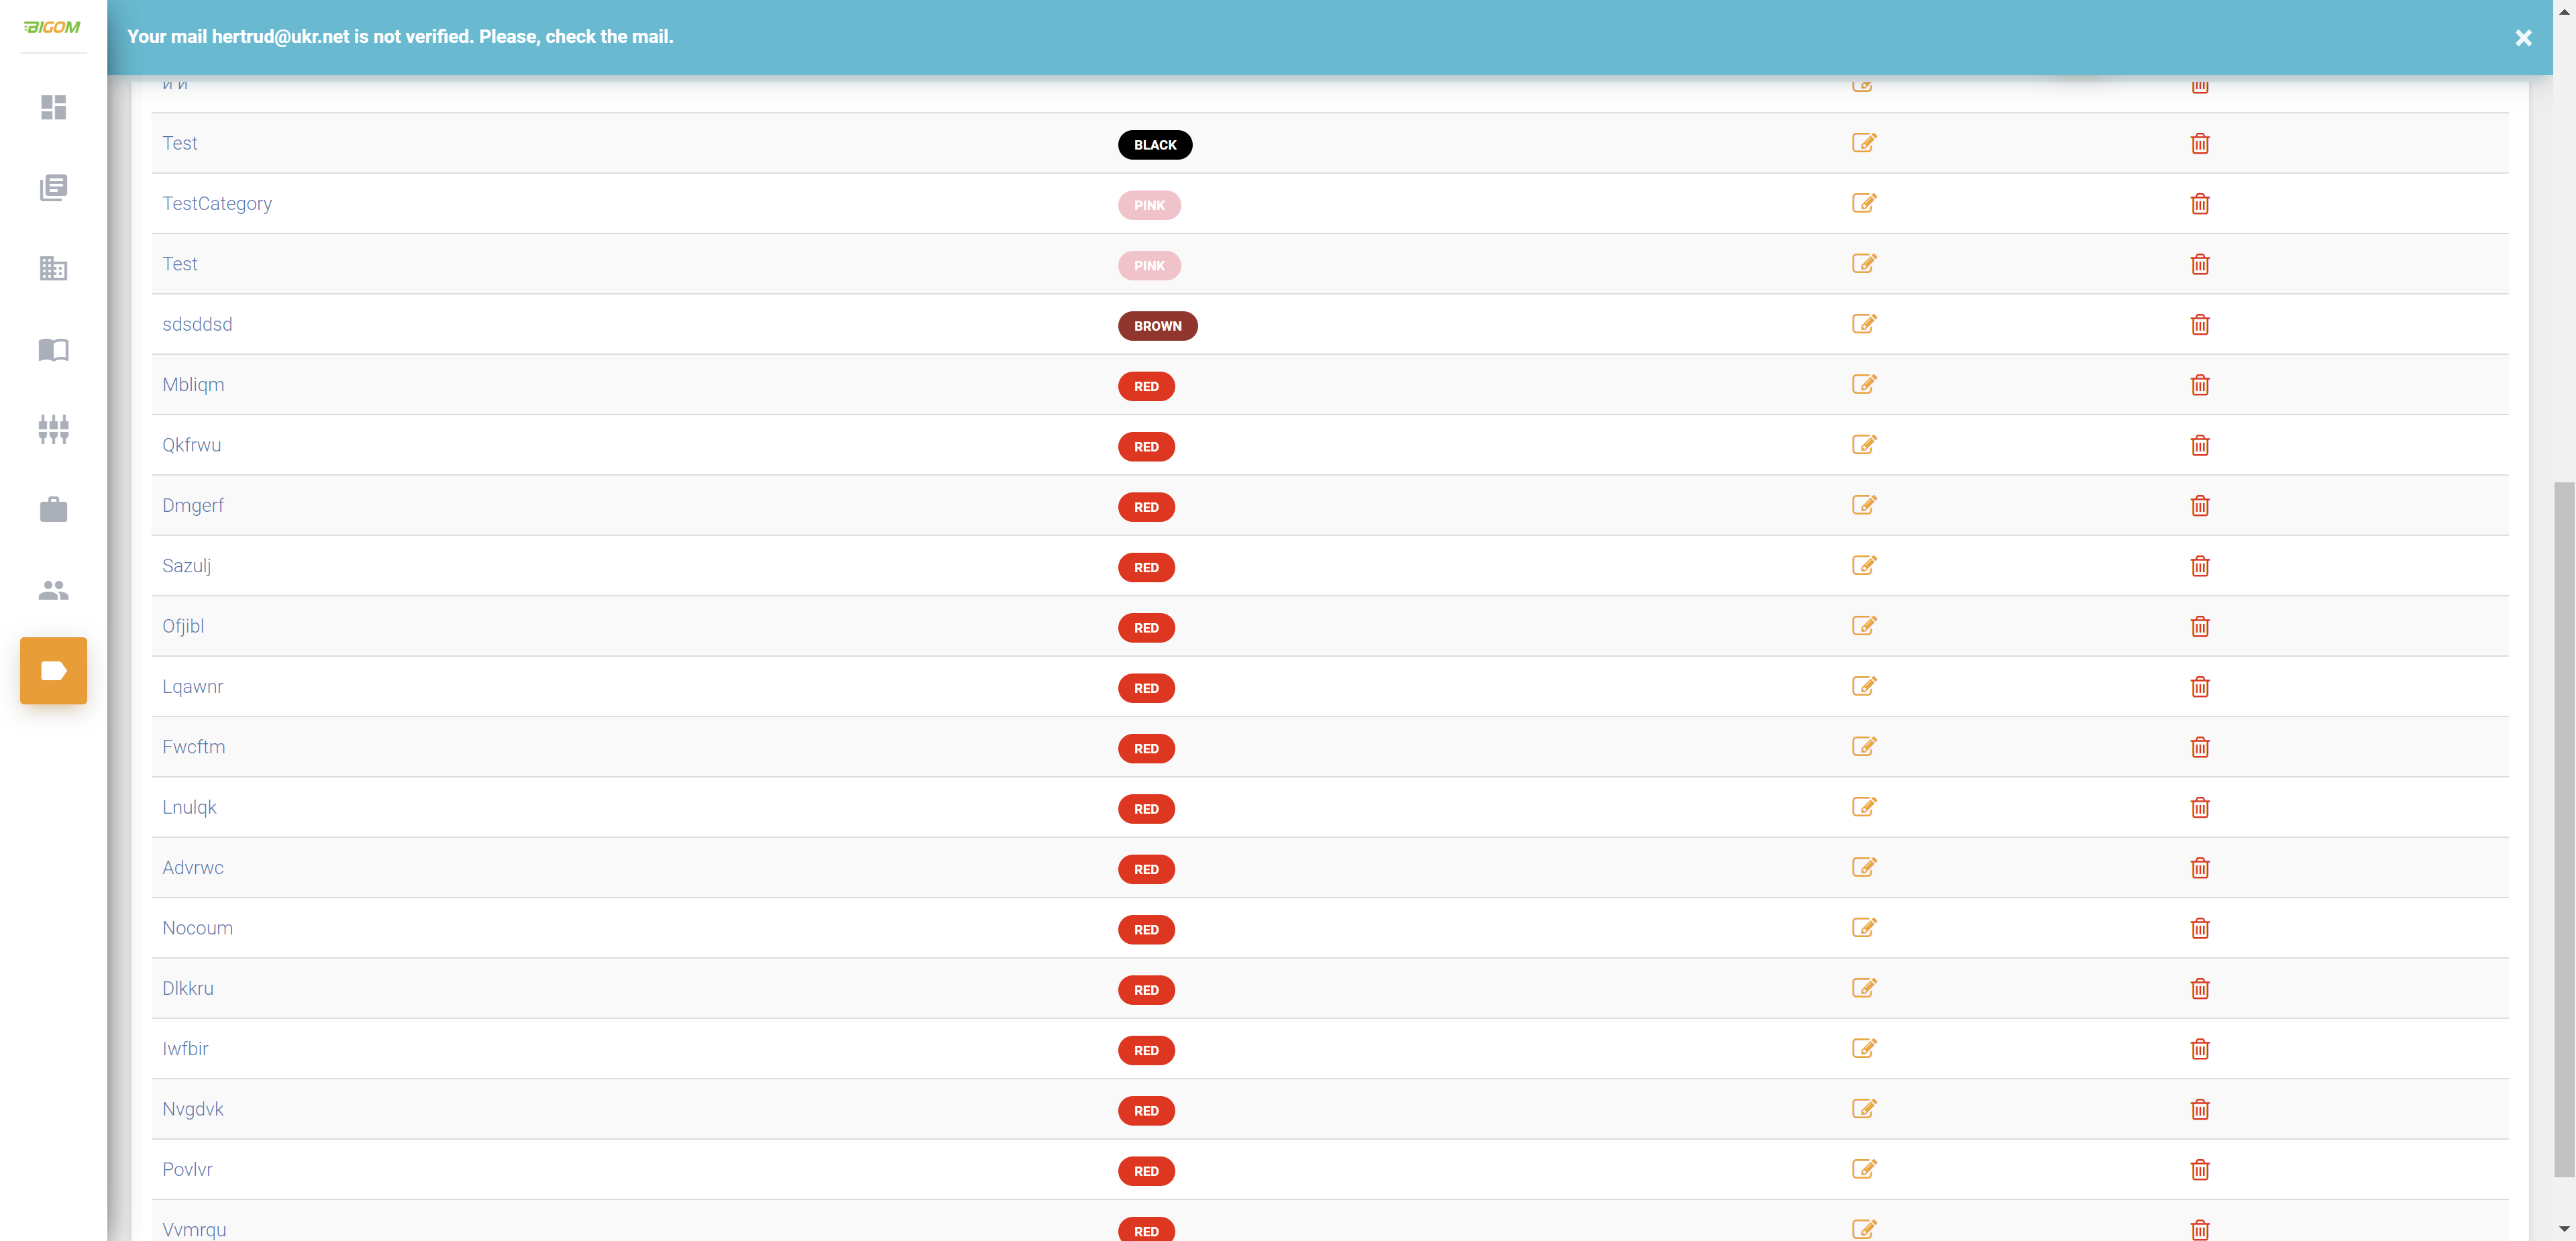 BIGOM
Your mail hertrud@ukr.net is not verified. Please, check the mail.
Test BLACK
TestCategory PINK
Test PINK
sdsddsd BROWN
Mbliqm RED
Qkfrwu RED
Dmgerf RED
Sazulj RED
Ofjibl RED
Lqawnr RED
Fwcftm RED
Lnulqk RED
Advrwc RED
Nocoum RED
Dlkkru RED
Iwfbir RED
Nvgdvk RED
Povlvr RED
Vvmrqu RED